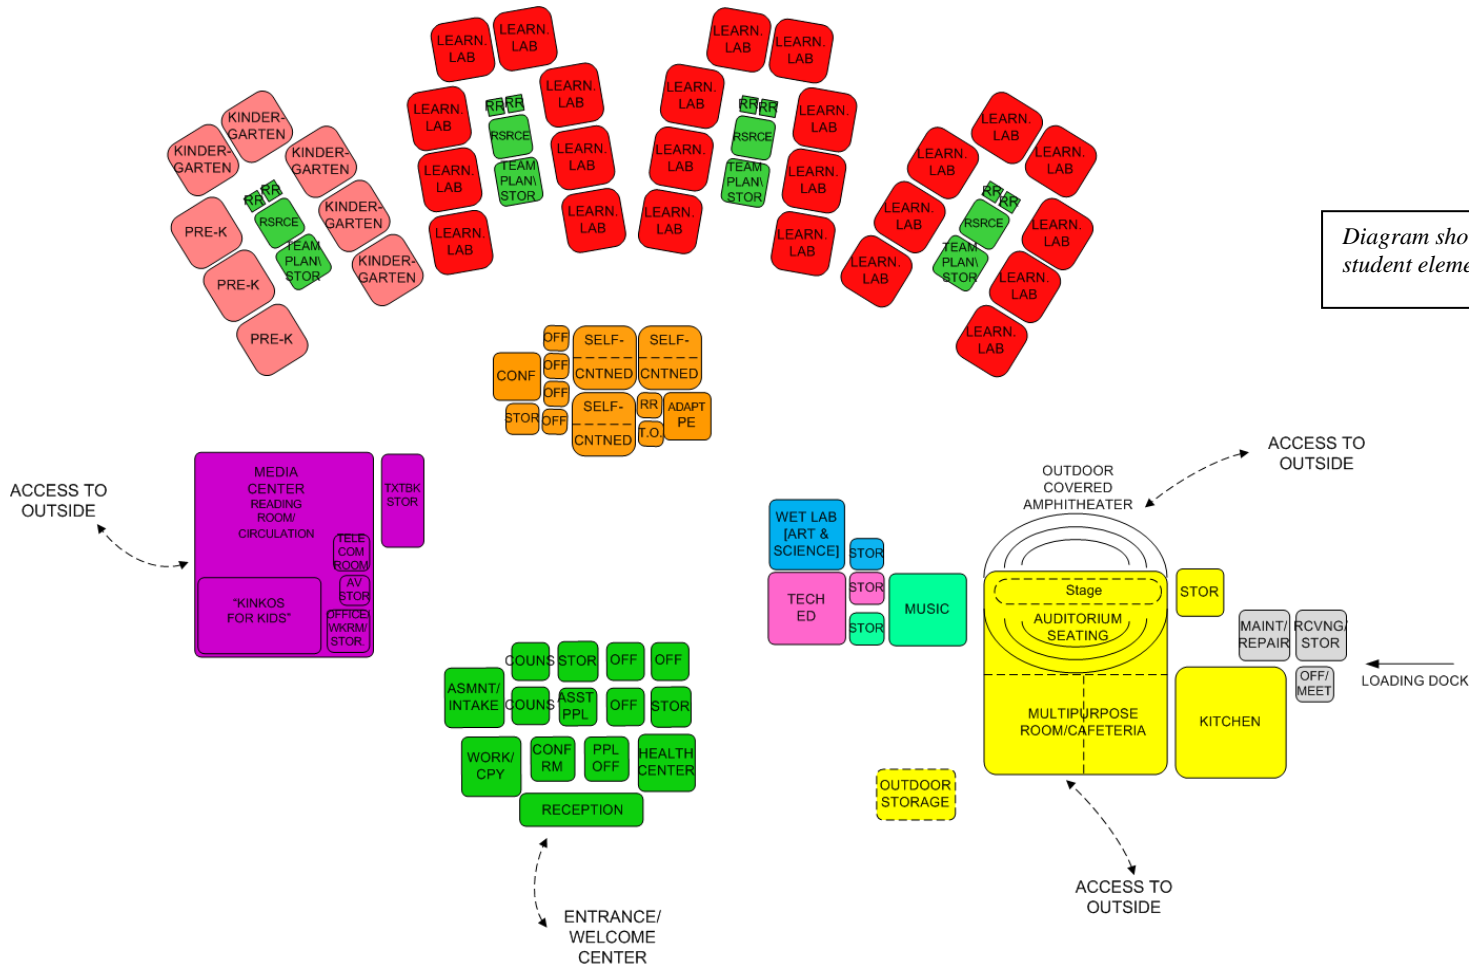 KINDER-
GARTEN
KINDER-
GARTEN
KINDER-
GARTEN
KINDER-
GARTEN
KINDER-
GARTEN
PRE-K
PRE-K
PRE-K
RR
RR
RSRCE
TEAM
PLAN\
STOR
LEARN.
LAB
LEARN.
LAB
LEARN.
LAB
LEARN.
LAB
LEARN.
LAB
LEARN.
LAB
LEARN.
LAB
LEARN.
LAB
RR
RR
RSRCE
TEAM
PLAN\
STOR
LEARN.
LAB
LEARN.
LAB
LEARN.
LAB
LEARN.
LAB
LEARN.
LAB
LEARN.
LAB
LEARN.
LAB
LEARN.
LAB
RR
RR
RSRCE
TEAM
PLAN\
STOR
LEARN.
LAB
LEARN.
LAB
LEARN.
LAB
LEARN.
LAB
LEARN.
LAB
LEARN.
LAB
LEARN.
LAB
LEARN.
LAB
RR
RR
RSRCE
TEAM
PLAN\
STOR
Diagram sho
student eleme
CONF
STOR
OFF
OFF
OFF
OFF
SELF-
CNTNED
SELF-
CNTNED
SELF-
CNTNED
RR
T.O.
ADAPT
PE
ACCESS TO
OUTSIDE
MEDIA
CENTER
READING
ROOM/
CIRCULATION
TELE
COM
ROOM
AV
STOR
OFFICE/
WKRM/
STOR.
"KINKOS
FOR KIDS"
TXTBK
STOR
WET LAB
[ART &
SCIENCE]
STOR
TECH
ED
STOR
STOR
MUSIC
OUTDOOR
COVERED
AMPHITHEATER
ACCESS TO
OUTSIDE
Stage
AUDITORIUM
SEATING
STOR
MULTIPURPOSE
ROOM/CAFETERIA
KITCHEN
MAINT/
REPAIR
RCVNG/
STOR
OFF/
MEET
LOADING DOCK
OUTDOOR
STORAGE
ACCESS TO
OUTSIDE
COUNS
STOR
OFF
OFF
ASMNT/
INTAKE
COUNS
ASST
PPL
OFF
STOR
WORK/
CPY
CONF
RM
PPL
OFF
HEALTH
CENTER
RECEPTION
ENTRANCE/
WELCOME
CENTER